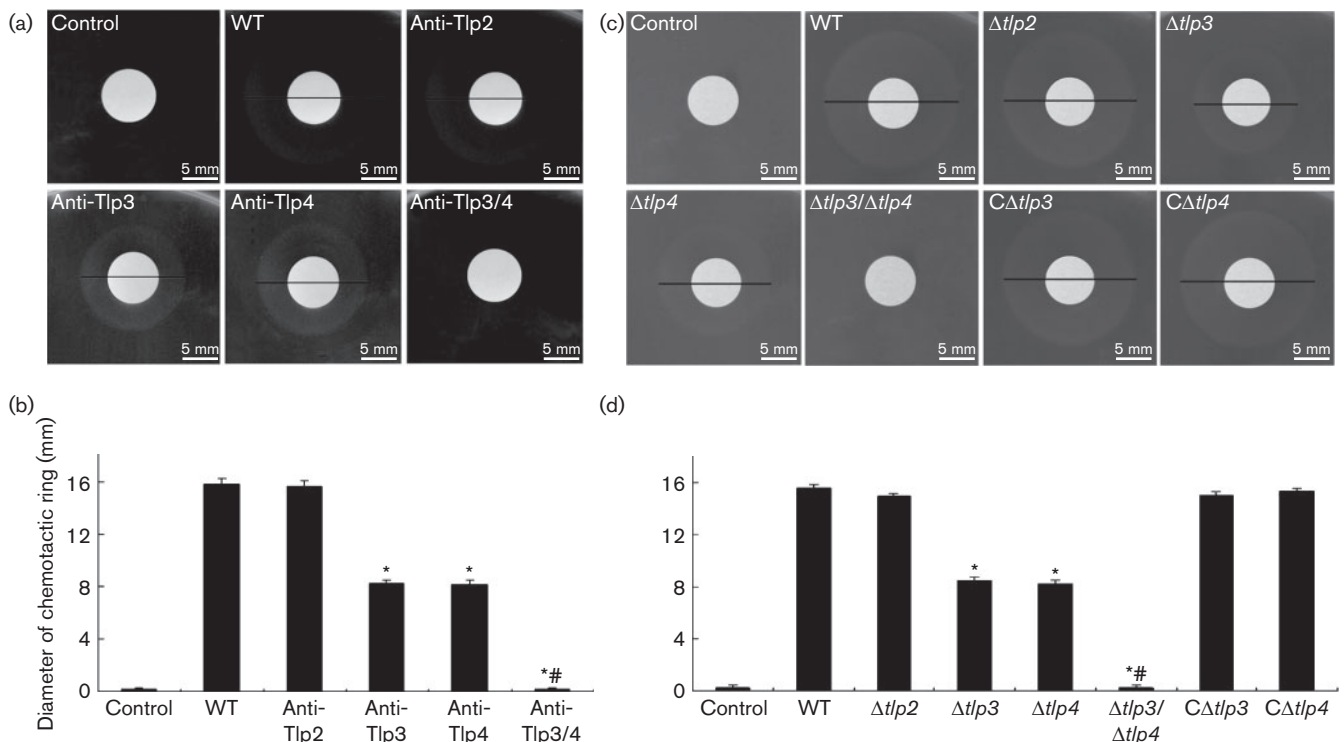 (a)
Control
WT
Anti-Tlp2
5 mm
5 mm
5 mm
Anti-Tlp3
Anti-Tlp4
Anti-Tlp3/4
5 mm
5 mm
5 mm
(c)
Control
WT
Δtlp2
Δtlp3
5 mm
5 mm
5 mm
5 mm
Δtlp4
Δtlp3/Δtlp4
CΔtlp3
CΔtlp4
5 mm
5 mm
5 mm
5 mm
(b)
Diameter of chemotactic ring (mm)
16
12
8
4
0
*
*
*#
Control
WT
Anti-
Tlp2
Anti-
Tlp3
Anti-
Tlp4
Anti-
Tlp3/4
(d)
16
12
8
4
0
*
*
*#
Control
WT
Δtlp2
Δtlp3
Δtlp4
Δtlp3/
Δtlp4
CΔtlp3
CΔtlp4